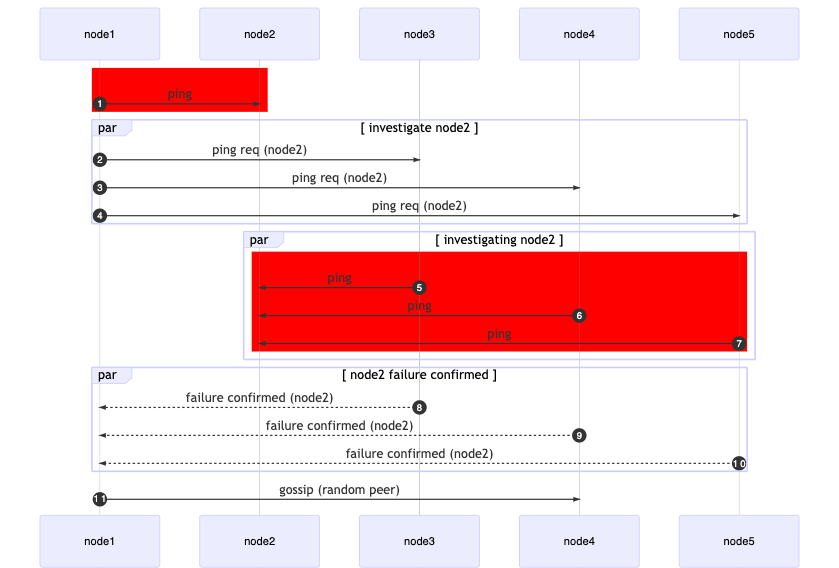 node1 node2 node3 node4 node5
ping
1
par [ investigate node2 ]
ping req (node2)
2
ping req (node2)
3
ping req (node2)
4
par [ investigating node2 ]
ping
5
ping
6
ping
7
par [ node2 failure confirmed ]
failure confirmed (node2)
8
failure confirmed (node2)
9
failure confirmed (node2)
10
gossip (random peer)
11
node1 node2 node3 node4 node5